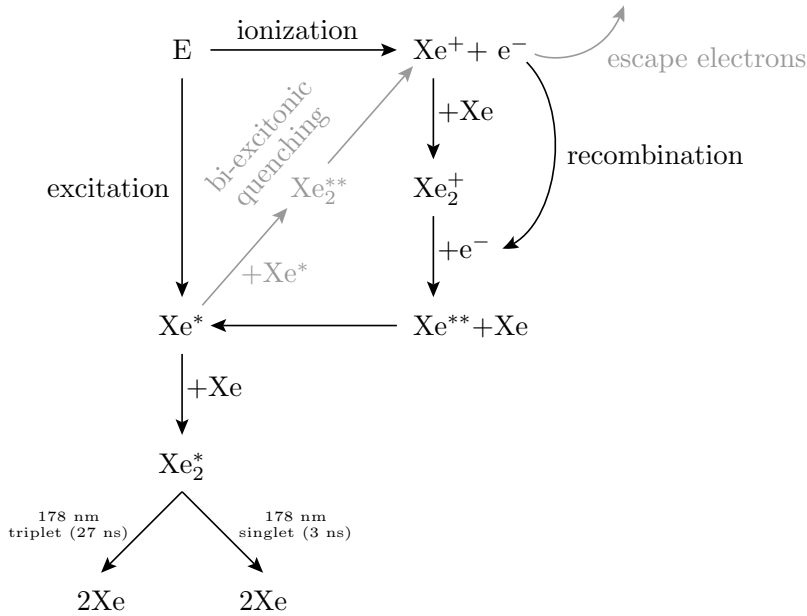 E
ionization
Xe⁺ + e⁻
escape electrons
+Xe
bi-excitonic
quenching
recombination
excitation
Xe₂**
Xe₂⁺
+e⁻
+Xe*
Xe*
Xe**+Xe
+Xe
Xe₂*
178 nm
triplet (27 ns)
178 nm
singlet (3 ns)
2Xe
2Xe